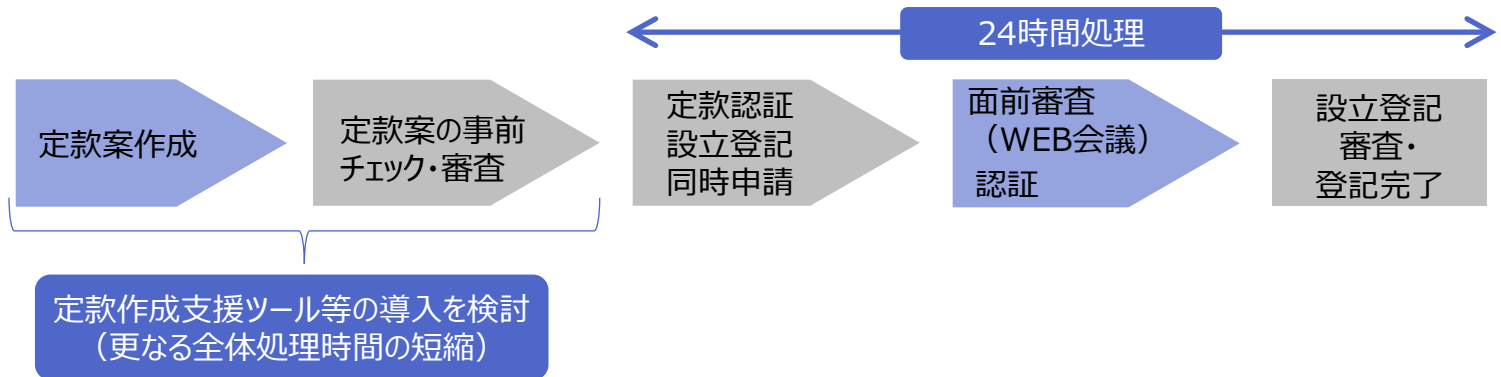 24時間処理
定款案作成
定款案の事前
チェック・審査
定款認証
設立登記
同時申請
面前審査
（WEB会議）
認証
設立登記
審査・
登記完了
定款作成支援ツール等の導入を検討
（更なる全体処理時間の短縮）